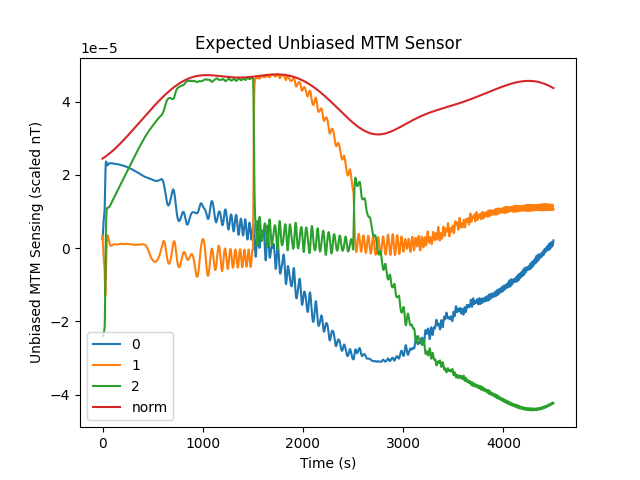 Expected Unbiased MTM Sensor
1e−5
Unbiased MTM Sensing (scaled nT)
4
2
0
−2
−4
0
1
2
norm
0 1000 2000 3000 4000
Time (s)